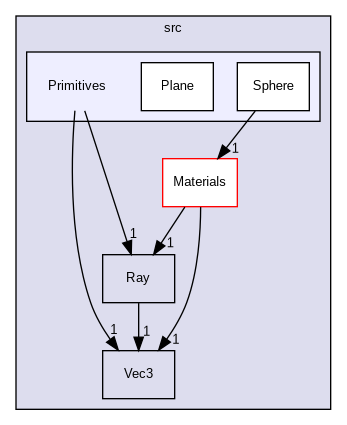 src
Primitives
Plane
Sphere
1
Materials
1
1
Ray
1
1
1
Vec3